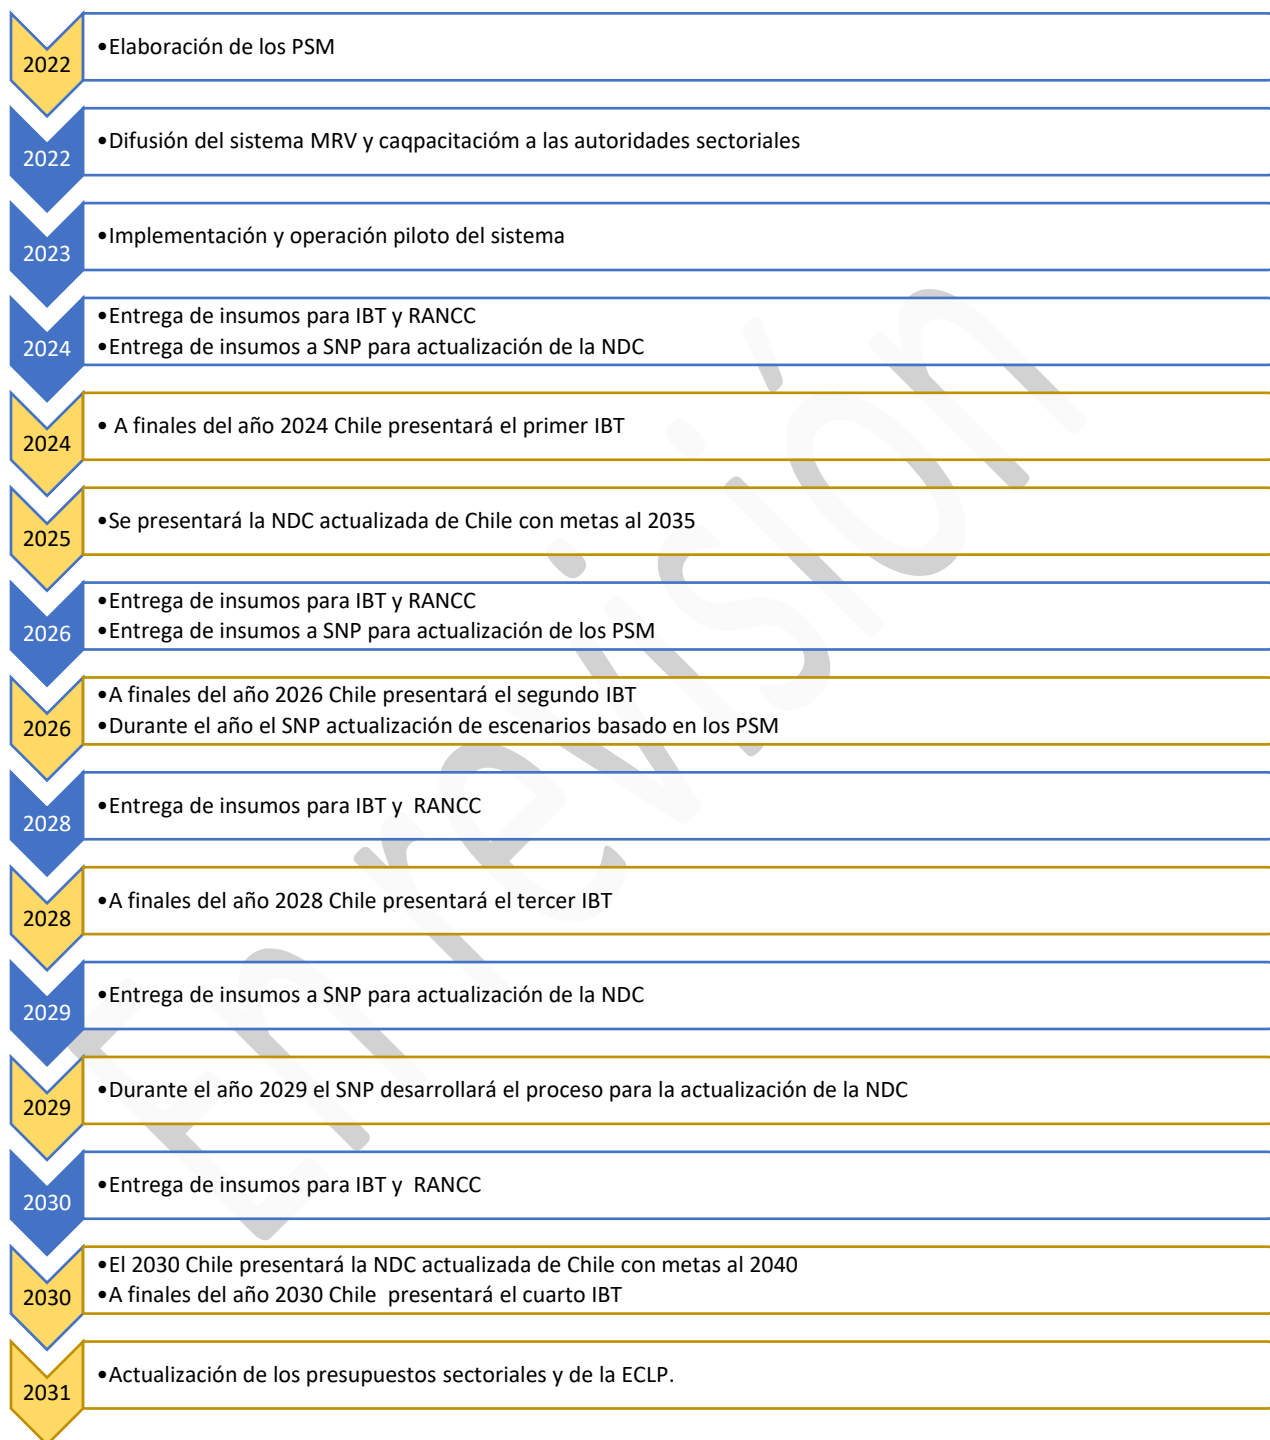 2022
•Elaboración de los PSM
2022
•Difusión del sistema MRV y caqpacitacióm a las autoridades sectoriales
2023
•Implementación y operación piloto del sistema
2024
•Entrega de insumos para IBT y RANCC
•Entrega de insumos a SNP para actualización de la NDC
2024
• A finales del año 2024 Chile presentará el primer IBT
2025
•Se presentará la NDC actualizada de Chile con metas al 2035
2026
•Entrega de insumos para IBT y RANCC
•Entrega de insumos a SNP para actualización de los PSM
2026
•A finales del año 2026 Chile presentará el segundo IBT
•Durante el año el SNP actualización de escenarios basado en los PSM
2028
•Entrega de insumos para IBT y  RANCC
2028
•A finales del año 2028 Chile presentará el tercer IBT
2029
•Entrega de insumos a SNP para actualización de la NDC
2029
•Durante el año 2029 el SNP desarrollará el proceso para la actualización de la NDC
2030
•Entrega de insumos para IBT y  RANCC
2030
•El 2030 Chile presentará la NDC actualizada de Chile con metas al 2040
•A finales del año 2030 Chile  presentará el cuarto IBT
2031
•Actualización de los presupuestos sectoriales y de la ECLP.
En revisión